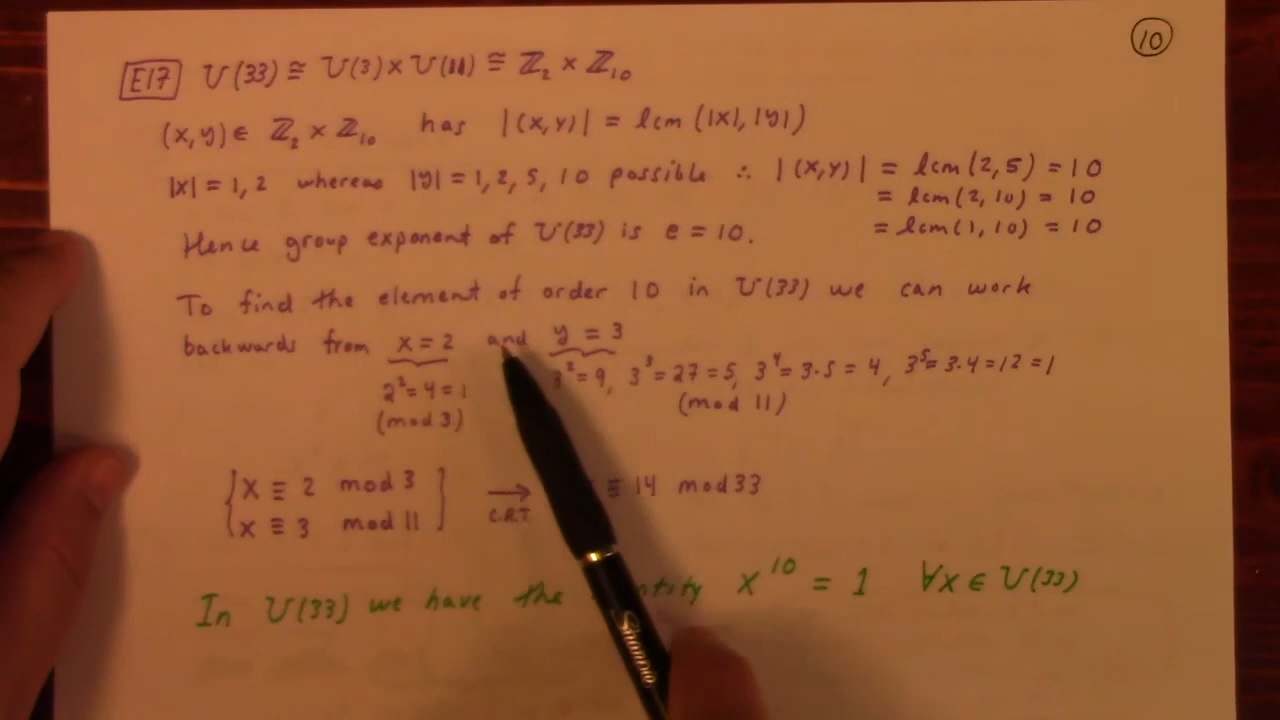 10
E17 U(33) ≅ U(3) × U(11) ≅ ℤ₂ × ℤ₁₀
(x,y) ∈ ℤ₂ × ℤ₁₀ has |(x,y)| = lcm(|x|,|y|)
|x| = 1, 2 whereas |y| = 1, 2, 5, 10 possible ∴ |(x,y)| = lcm(2,5) = 10
= lcm(2,10) = 10
= lcm(1,10) = 10
Hence group exponent of U(33) is e = 10.
To find the element of order 10 in U(33) we can work
backwards from x = 2 and y = 3
2² = 4 = 1 3² = 9, 3³ = 27 = 5, 3⁴ = 3·5 = 4, 3⁵ = 3·4 = 12 = 1
(mod 3) (mod 11)
x ≡ 2 mod 3
x ≡ 3 mod 11
→ C.R.T. ≡ 14 mod 33
In U(33) we have the x¹⁰ = 1 ∀x ∈ U(33)
Sharpie